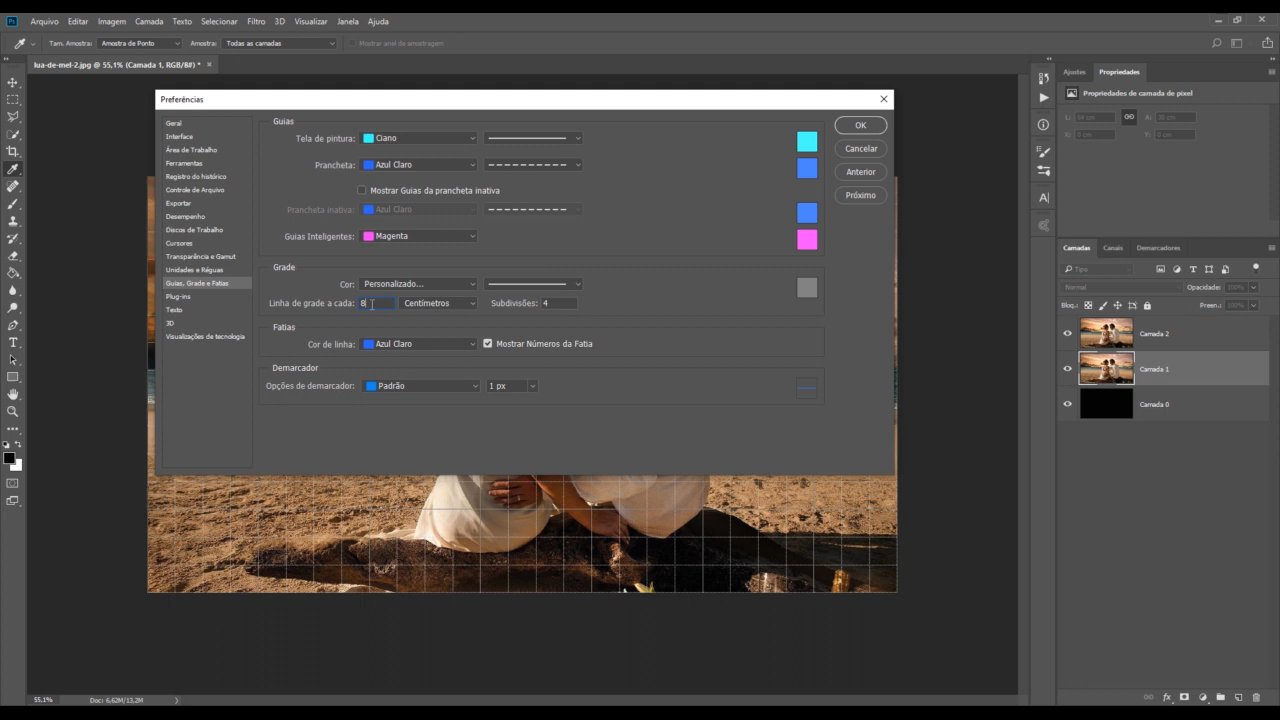 Ps Arquivo Editar Imagem Camada Texto Selecionar Filtro 3D Visualizar Janela Ajuda
Tam. Amostra: Amostra de Ponto Amostra: Todas as camadas Mostrar anel de amostragem
lua-de-mel-2.jpg @ 55,1% (Camada 1, RGB/8#) *
Preferências
Geral
Interface
Área de Trabalho
Ferramentas
Registro do histórico
Controle de Arquivo
Exportar
Desempenho
Discos de Trabalho
Cursores
Transparência e Gamut
Unidades e Réguas
Guias, Grade e Fatias
Plug-ins
Texto
3D
Visualizações de tecnologia
Guias
Tela de pintura: Ciano
Prancheta: Azul Claro
Mostrar Guias da prancheta inativa
Prancheta inativa: Azul Claro
Guias Inteligentes: Magenta
Grade
Cor: Personalizado...
Linha de grade a cada: 8 Centímetros Subdivisões: 4
Fatias
Cor de linha: Azul Claro Mostrar Números da Fatia
Demarcador
Opções de demarcador: Padrão 1 px
OK
Cancelar
Anterior
Próximo
Ajustes Propriedades
Propriedades de camada de pixel
L: 54 cm A: 30 cm
X: 0 cm Y: 0 cm
Camadas Canais Demarcadores
Tipo
Normal Opacidade: 100%
Bloq.: Preen.: 100%
Camada 2
Camada 1
Camada 0
55,1% Doc: 6,62M/13,2M